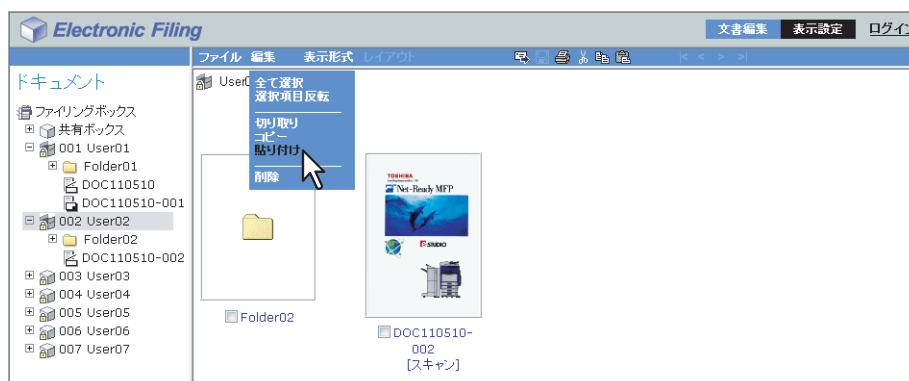 Electronic Filing
文書編集 表示設定 ログイン
ファイル 編集 表示形式 レイアウト
|< < > >|
ドキュメント
ファイリングボックス
共有ボックス
001 User01
Folder01
DOC110510
DOC110510-001
002 User02
Folder02
DOC110510-002
003 User03
004 User04
005 User05
006 User06
007 User07
全て選択
選択項目反転
切り取り
コピー
貼り付け
削除
Folder02
TOSHIBA
Net-Ready MFP
e-STUDIO
DOC110510-
002
[スキャン]